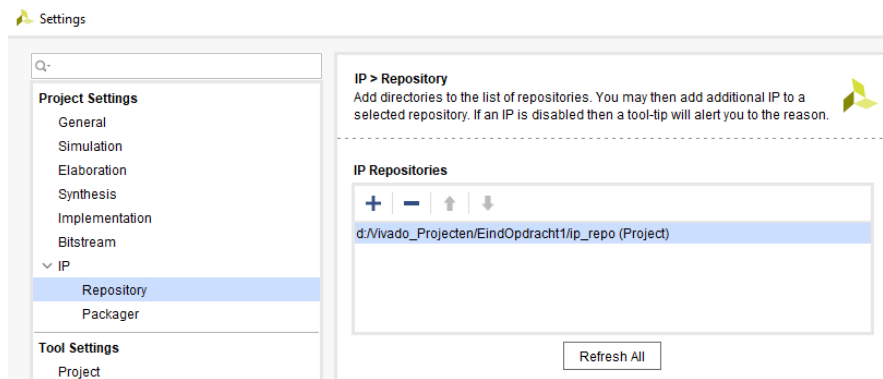 Settings
Project Settings
General
Simulation
Elaboration
Synthesis
Implementation
Bitstream
IP
Repository
Packager
Tool Settings
Project
IP > Repository
Add directories to the list of repositories. You may then add additional IP to a
selected repository. If an IP is disabled then a tool-tip will alert you to the reason.
IP Repositories
d:/Vivado_Projecten/EindOpdracht1/ip_repo (Project)
Refresh All